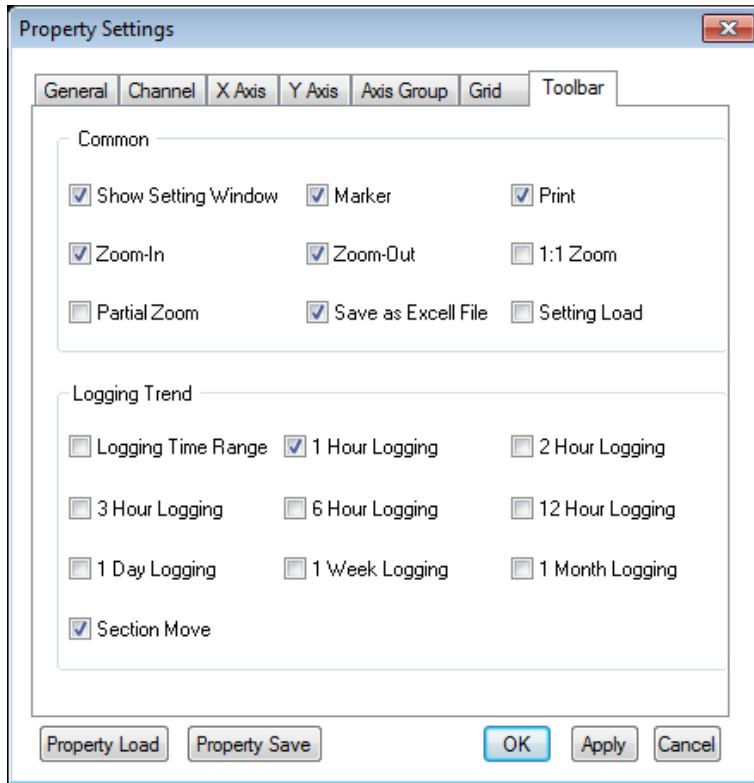 Property Settings
General Channel X Axis Y Axis Axis Group Grid Toolbar
Common
Show Setting Window Marker Print
Zoom-In Zoom-Out 1:1 Zoom
Partial Zoom Save as Excell File Setting Load
Logging Trend
Logging Time Range 1 Hour Logging 2 Hour Logging
3 Hour Logging 6 Hour Logging 12 Hour Logging
1 Day Logging 1 Week Logging 1 Month Logging
Section Move
Property Load Property Save OK Apply Cancel